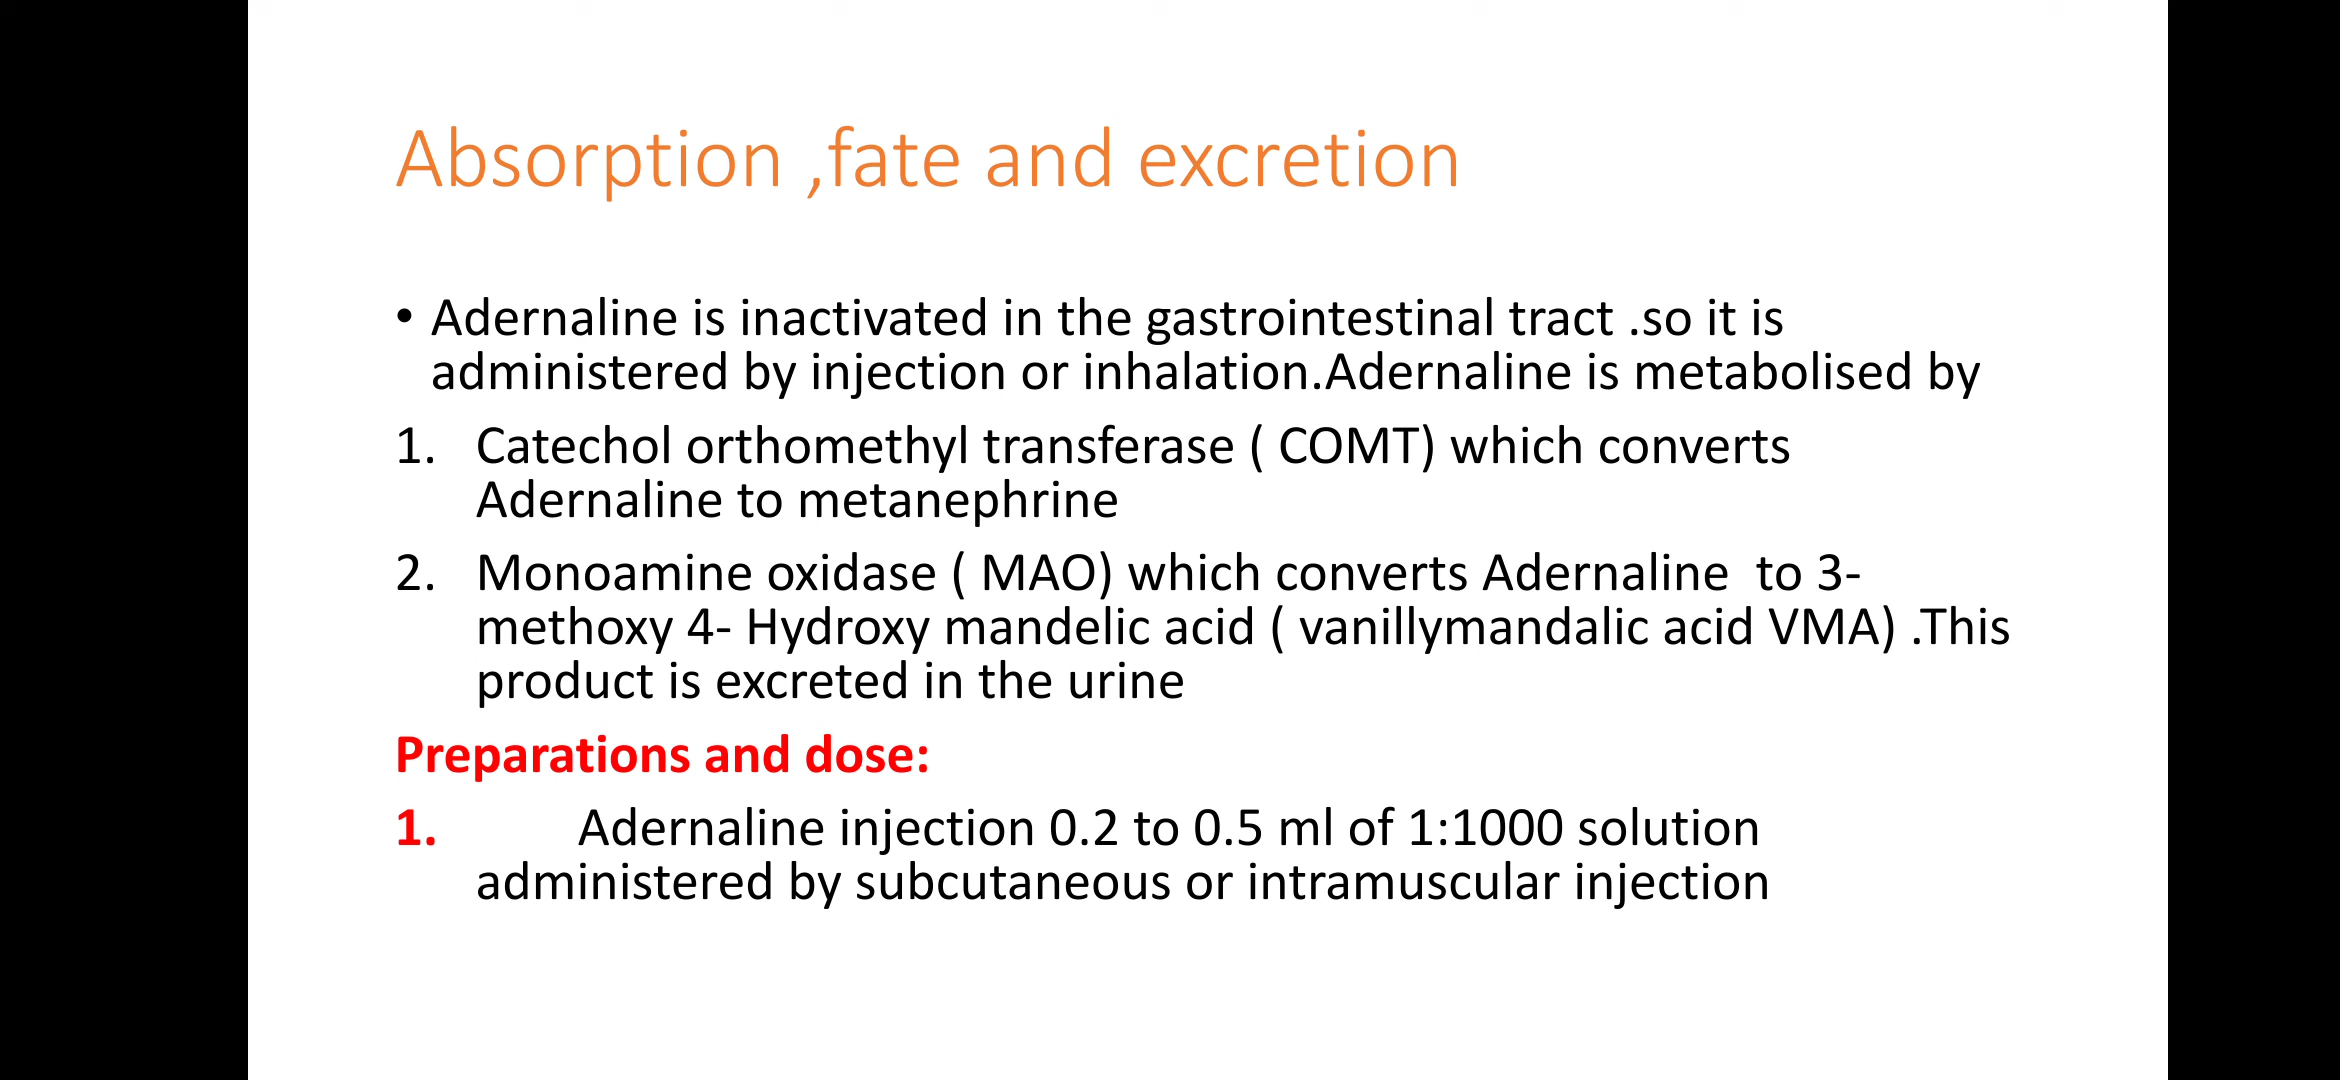 Absorption ,fate and excretion
• Adernaline is inactivated in the gastrointestinal tract .so it is
administered by injection or inhalation.Adernaline is metabolised by
1. Catechol orthomethyl transferase ( COMT) which converts
Adernaline to metanephrine
2. Monoamine oxidase ( MAO) which converts Adernaline  to 3-
methoxy 4- Hydroxy mandelic acid ( vanillymandalic acid VMA) .This
product is excreted in the urine
Preparations and dose:
1. Adernaline injection 0.2 to 0.5 ml of 1:1000 solution
administered by subcutaneous or intramuscular injection